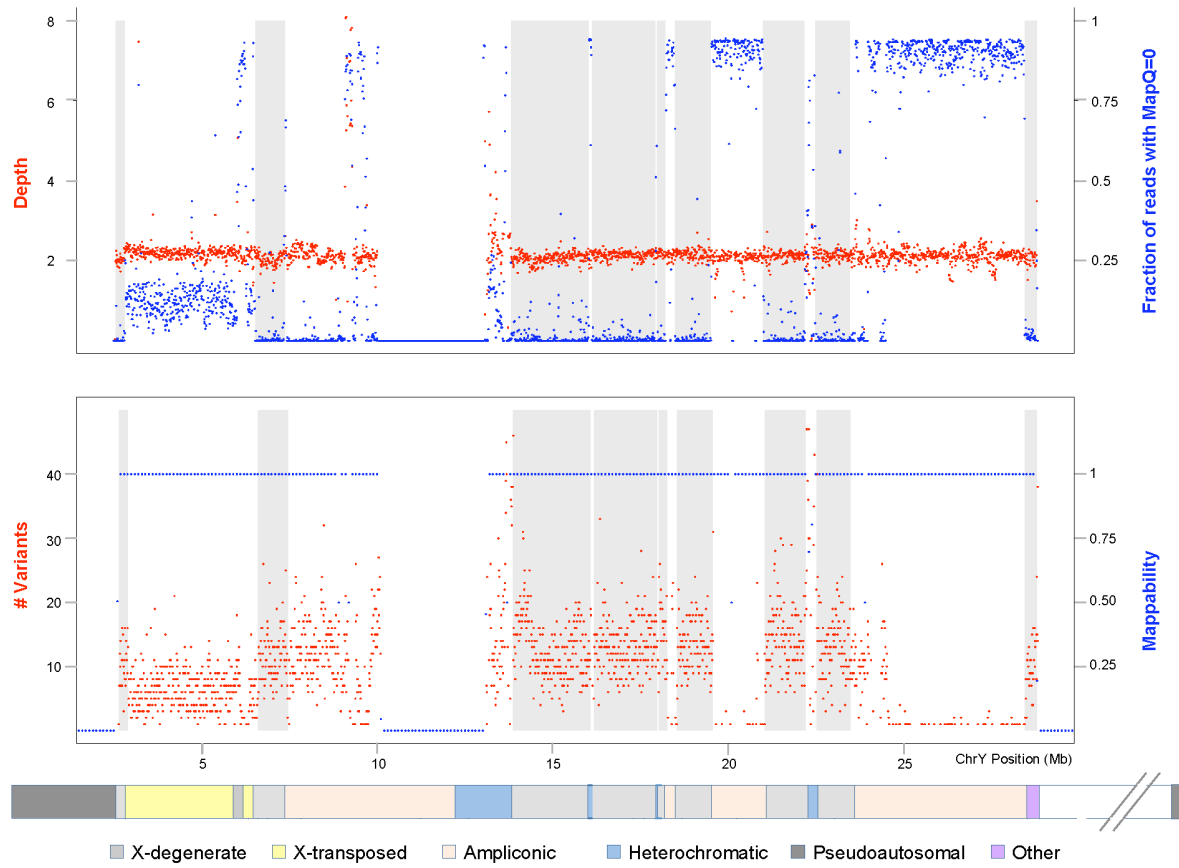 8
6
4
2
Depth
1
0.75
0.5
0.25
Fraction of reads with MapQ=0
40
30
20
10
# Variants
1
0.75
0.50
0.25
Mappability
5
10
15
20
25
ChrY Position (Mb)
X-degenerate
X-transposed
Ampliconic
Heterochromatic
Pseudoautosomal
Other